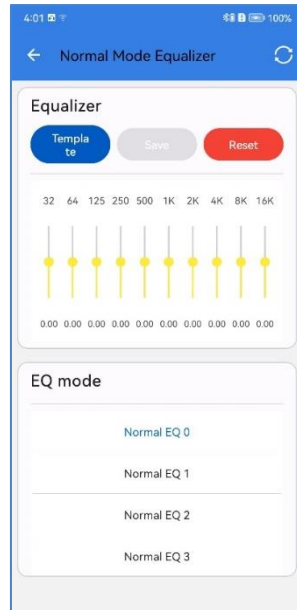 4:01 100%
Normal Mode Equalizer
Equalizer
Templa
te
Save
Reset
32 64 125 250 500 1K 2K 4K 8K 16K
0.00 0.00 0.00 0.00 0.00 0.00 0.00 0.00 0.00 0.00
EQ mode
Normal EQ 0
Normal EQ 1
Normal EQ 2
Normal EQ 3